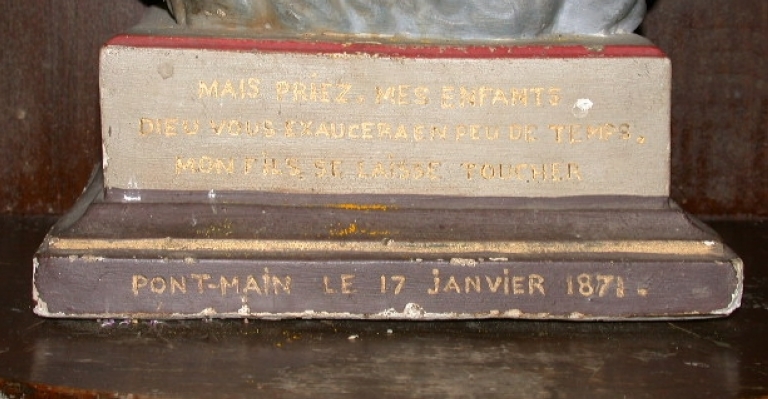 MAIS PRIEZ, MES ENFANTS
DIEU VOUS EXAUCERA EN PEU DE TEMPS.
MON FILS SE LAISSE TOUCHER
PONT-MAiN LE 17 JANViER 1871.